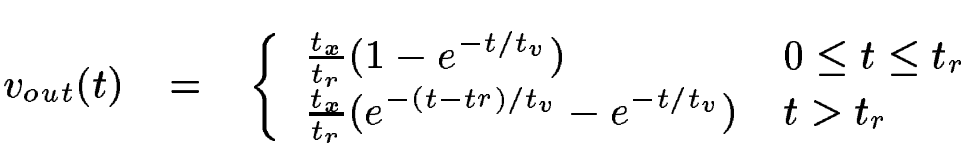 v_{out}(t) = { \frac{t_x}{t_r}(1 - e^{-t/t_v}) 0 ≤ t ≤ t_r
\frac{t_x}{t_r}(e^{-(t-tr)/t_v} - e^{-t/t_v}) t > t_r